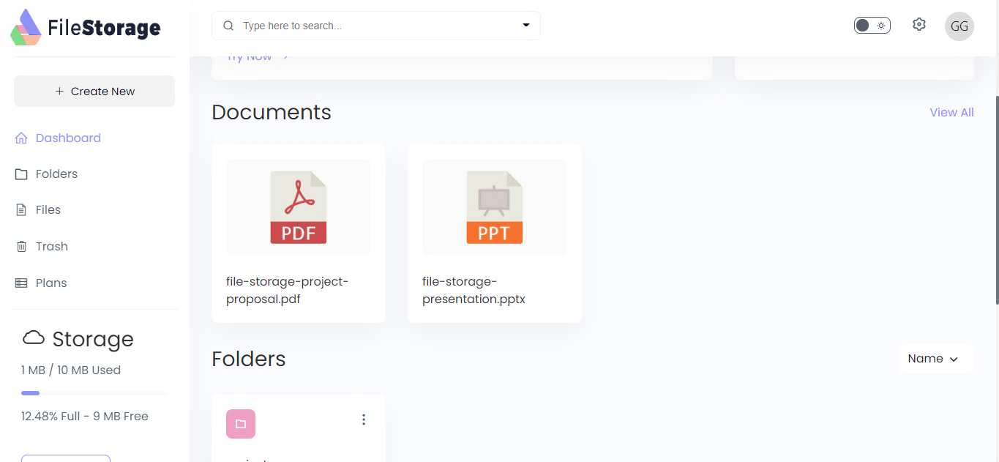 FileStorage
Type here to search...
GG
Try Now
+ Create New
Dashboard
Folders
Files
Trash
Plans
Storage
1 MB / 10 MB Used
12.48% Full - 9 MB Free
Documents
View All
PDF
file-storage-project-
proposal.pdf
PPT
file-storage-
presentation.pptx
Folders
Name